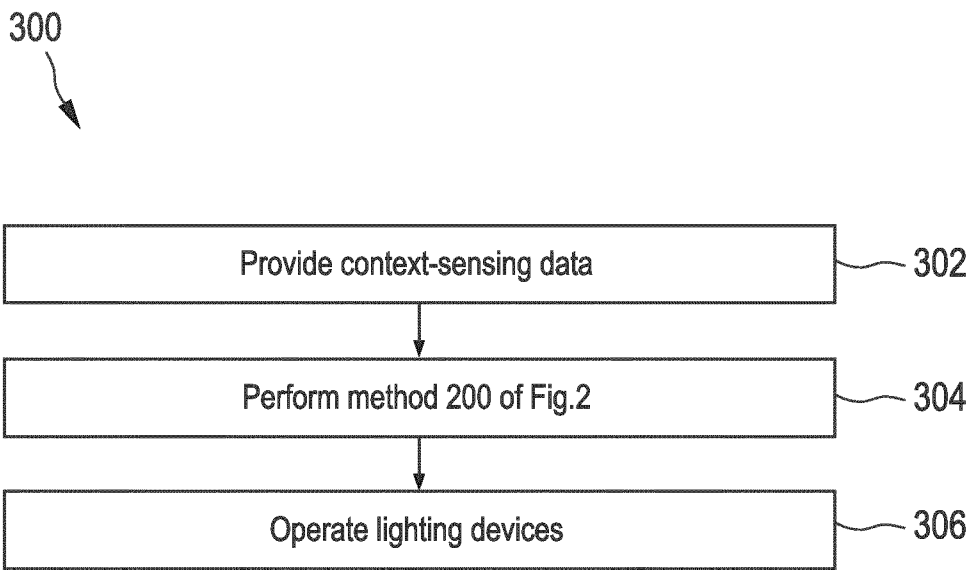 300
Provide context-sensing data
302
Perform method 200 of Fig.2
304
Operate lighting devices
306